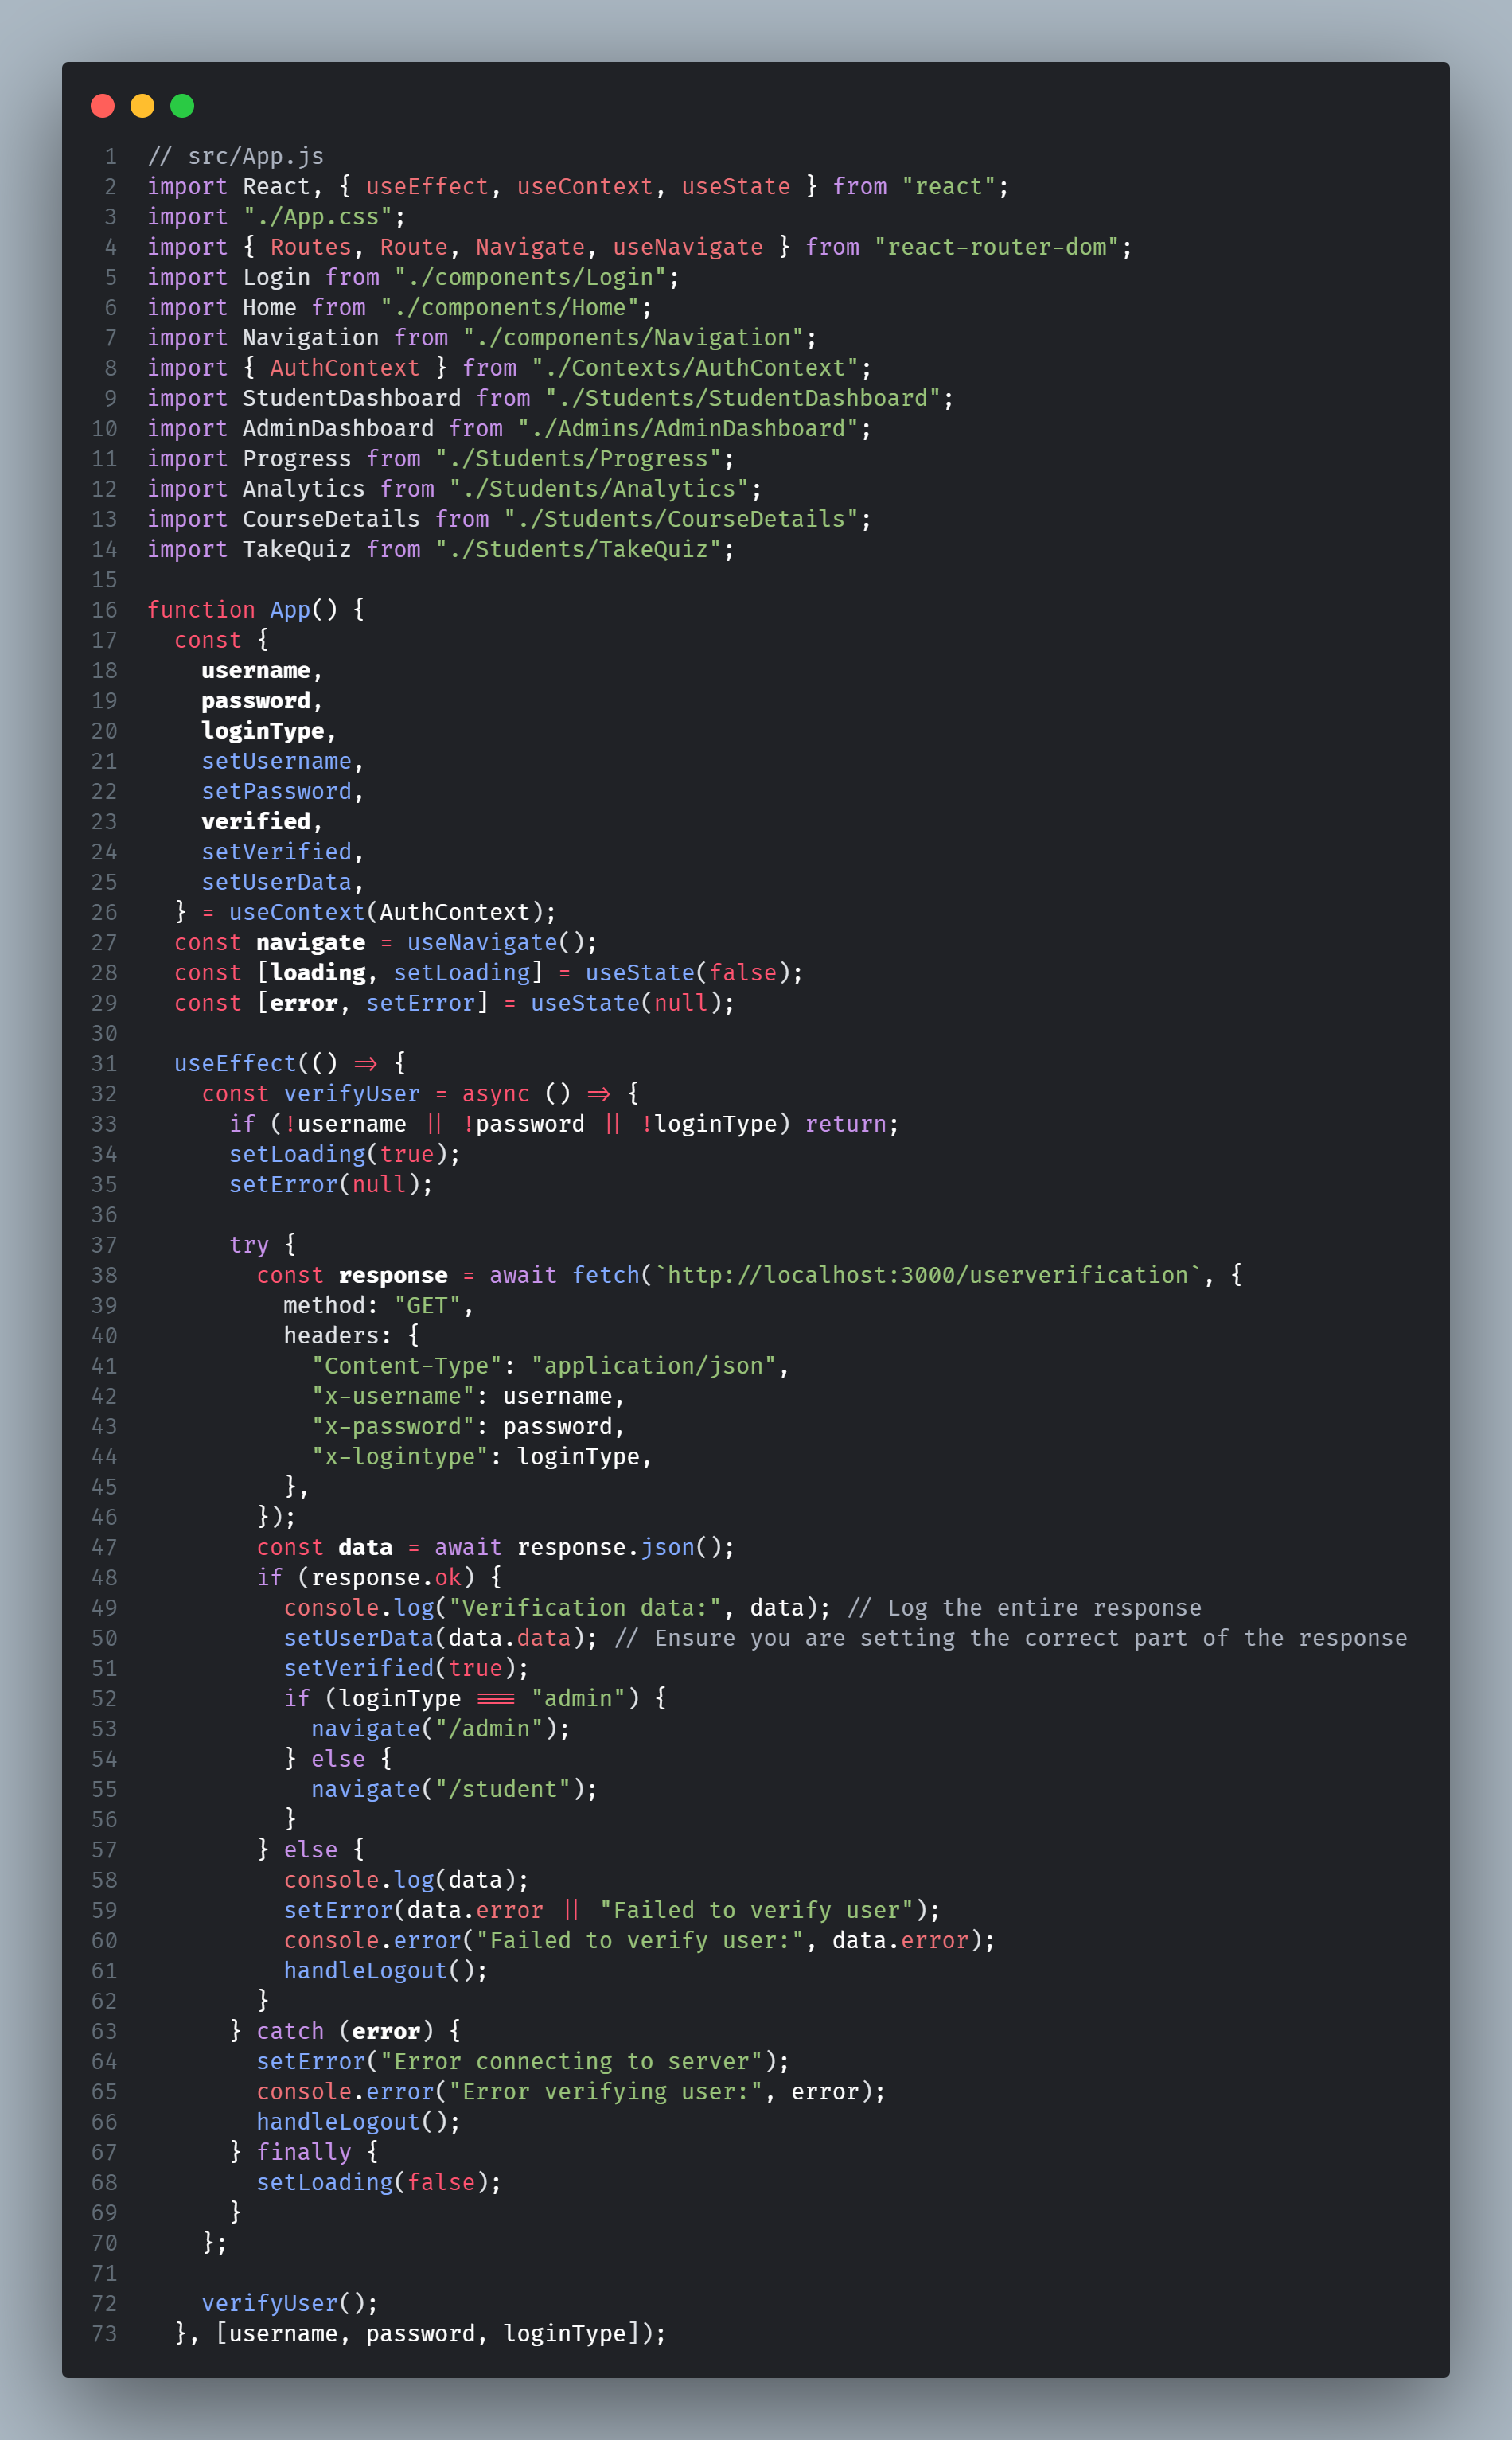 1 // src/App.js
2 import React, { useEffect, useContext, useState } from "react";
3 import "./App.css";
4 import { Routes, Route, Navigate, useNavigate } from "react-router-dom";
5 import Login from "./components/Login";
6 import Home from "./components/Home";
7 import Navigation from "./components/Navigation";
8 import { AuthContext } from "./Contexts/AuthContext";
9 import StudentDashboard from "./Students/StudentDashboard";
10 import AdminDashboard from "./Admins/AdminDashboard";
11 import Progress from "./Students/Progress";
12 import Analytics from "./Students/Analytics";
13 import CourseDetails from "./Students/CourseDetails";
14 import TakeQuiz from "./Students/TakeQuiz";
15
16 function App() {
17   const {
18     username,
19     password,
20     loginType,
21     setUsername,
22     setPassword,
23     verified,
24     setVerified,
25     setUserData,
26   } = useContext(AuthContext);
27   const navigate = useNavigate();
28   const [loading, setLoading] = useState(false);
29   const [error, setError] = useState(null);
30
31   useEffect(() => {
32     const verifyUser = async () => {
33       if (!username || !password || !loginType) return;
34       setLoading(true);
35       setError(null);
36
37       try {
38         const response = await fetch(`http://localhost:3000/userverification`, {
39           method: "GET",
40           headers: {
41             "Content-Type": "application/json",
42             "x-username": username,
43             "x-password": password,
44             "x-logintype": loginType,
45           },
46         });
47         const data = await response.json();
48         if (response.ok) {
49           console.log("Verification data:", data); // Log the entire response
50           setUserData(data.data); // Ensure you are setting the correct part of the response
51           setVerified(true);
52           if (loginType === "admin") {
53             navigate("/admin");
54           } else {
55             navigate("/student");
56           }
57         } else {
58           console.log(data);
59           setError(data.error || "Failed to verify user");
60           console.error("Failed to verify user:", data.error);
61           handleLogout();
62         }
63       } catch (error) {
64         setError("Error connecting to server");
65         console.error("Error verifying user:", error);
66         handleLogout();
67       } finally {
68         setLoading(false);
69       }
70     };
71
72     verifyUser();
73   }, [username, password, loginType]);